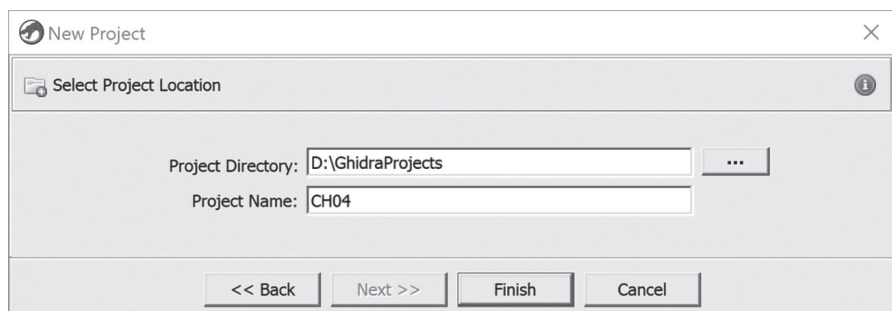 New Project
Select Project Location
Project Directory: D:\GhidraProjects ...
Project Name: CH04
<< Back Next >> Finish Cancel